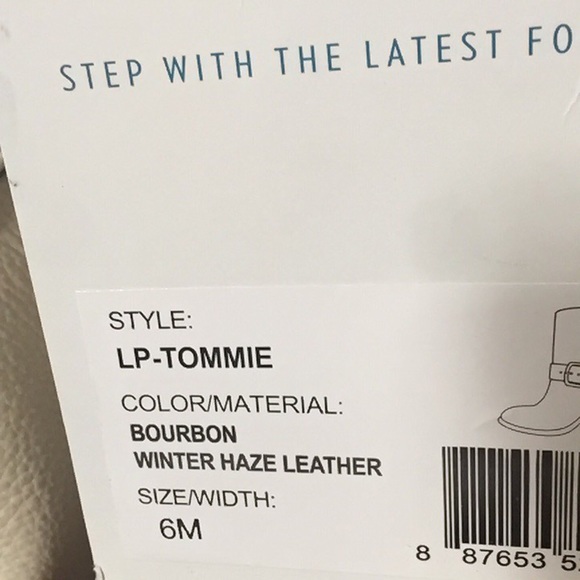 STEP WITH THE LATEST FO
STYLE:
LP-TOMMIE
COLOR/MATERIAL:
BOURBON
WINTER HAZE LEATHER
SIZE/WIDTH:
6M
8 87653 5